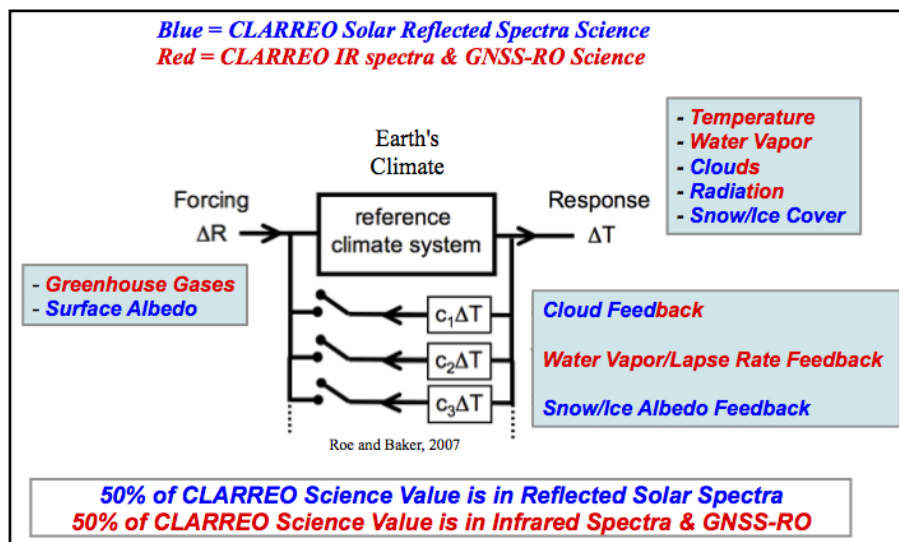 Blue = CLARREO Solar Reflected Spectra Science
Red = CLARREO IR spectra & GNSS-RO Science
- Temperature
- Water Vapor
- Clouds
- Radiation
- Snow/Ice Cover
Earth's
Climate
Forcing
ΔR
reference
climate system
Response
ΔT
- Greenhouse Gases
- Surface Albedo
c₁ΔT
c₂ΔT
c₃ΔT
Cloud Feedback
Water Vapor/Lapse Rate Feedback
Snow/Ice Albedo Feedback
Roe and Baker, 2007
50% of CLARREO Science Value is in Reflected Solar Spectra
50% of CLARREO Science Value is in Infrared Spectra & GNSS-RO